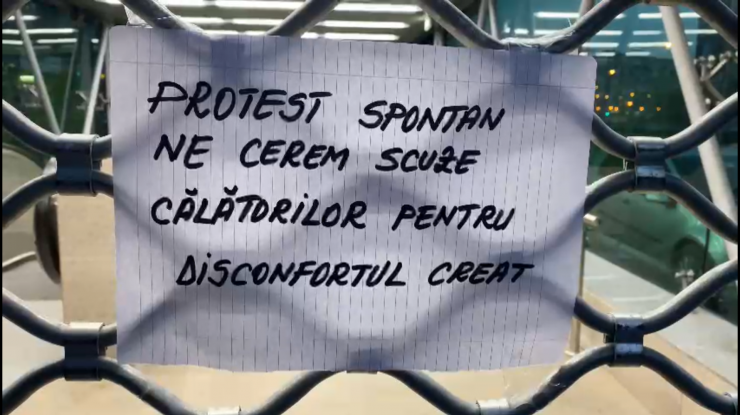 PROTEST SPONTAN
NE CEREM SCUZE
CĂLĂTORILOR PENTRU
DISCONFORTUL CREAT